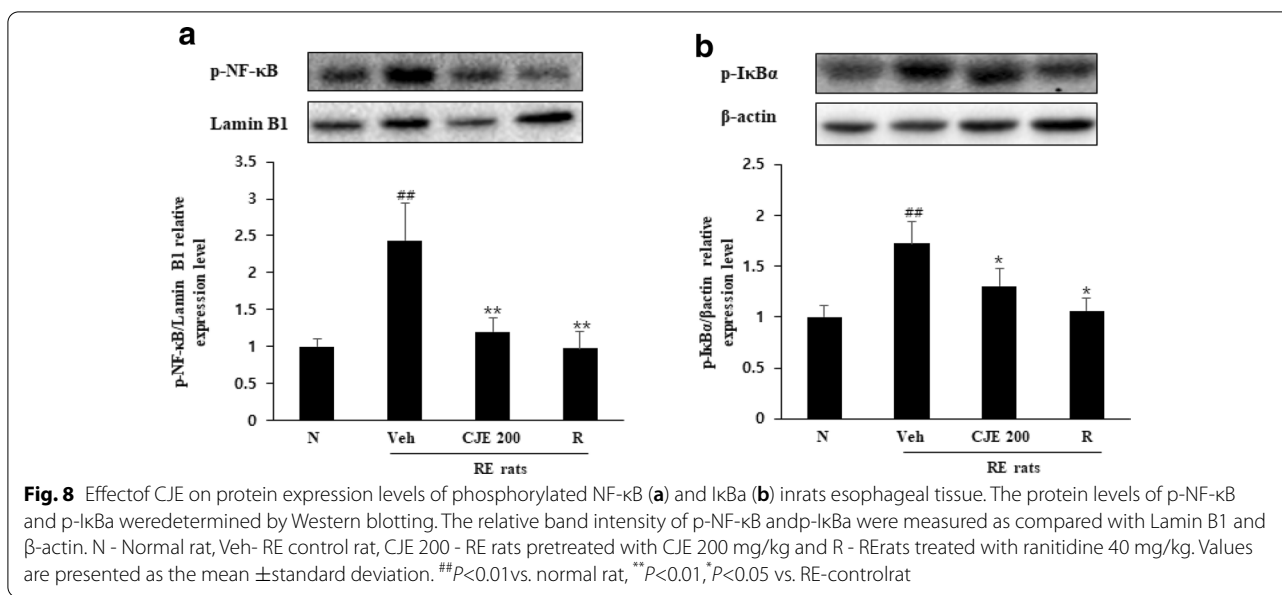 a
p-NF-κB
Lamin B1
p-NF-κB/Lamin B1 relative
expression level
3.5
3
2.5
2
1.5
1
0.5
0
##
**
**
N Veh CJE 200 R
RE rats
b
p-IκBα
β-actin
p-IκBα/βactin relative
expression level
2.5
2
1.5
1
0.5
0
##
*
*
N Veh CJE 200 R
RE rats
Fig. 8 Effectof CJE on protein expression levels of phosphorylated NF-κB (a) and IκBa (b) inrats esophageal tissue. The protein levels of p-NF-κB
and p-IκBa weredetermined by Western blotting. The relative band intensity of p-NF-κB andp-IκBa were measured as compared with Lamin B1 and
β-actin. N - Normal rat, Veh- RE control rat, CJE 200 - RE rats pretreated with CJE 200 mg/kg and R - RErats treated with ranitidine 40 mg/kg. Values
are presented as the mean ±standard deviation. ##P<0.01vs. normal rat, **P<0.01,*P<0.05 vs. RE-controlrat